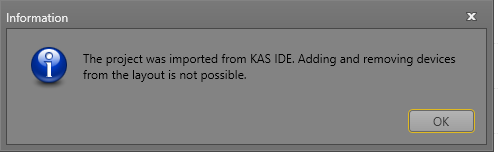 Information
The project was imported from KAS IDE. Adding and removing devices
from the layout is not possible.
OK